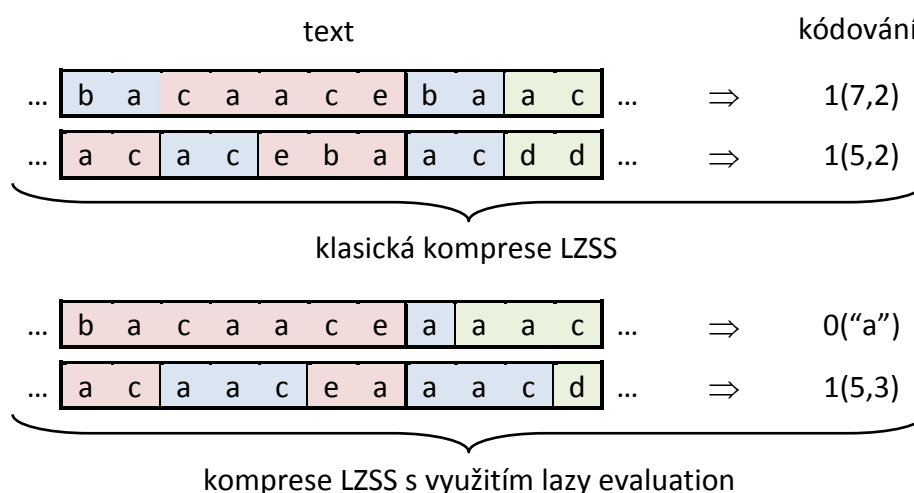 text kódování
... b a c a a c e b a a c ... ⇒ 1(7,2)
... a c a c e b a a c d d ... ⇒ 1(5,2)
klasická komprese LZSS
... b a c a a c e a a a c ... ⇒ 0("a")
... a c a a c e a a a c d ... ⇒ 1(5,3)
komprese LZSS s využitím lazy evaluation